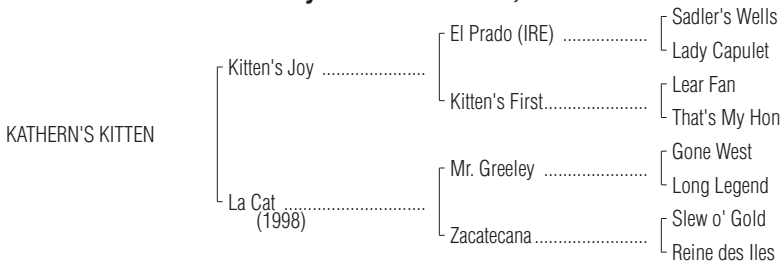 Sadler's Wells
El Prado (IRE) ..................
Lady Capulet
Kitten's Joy ......................
Lear Fan
Kitten's First......................
That's My Hon
KATHERN'S KITTEN
Gone West
Mr. Greeley ......................
Long Legend
La Cat ..............................
(1998)
Slew o' Gold
Zacatecana........................
Reine des Iles